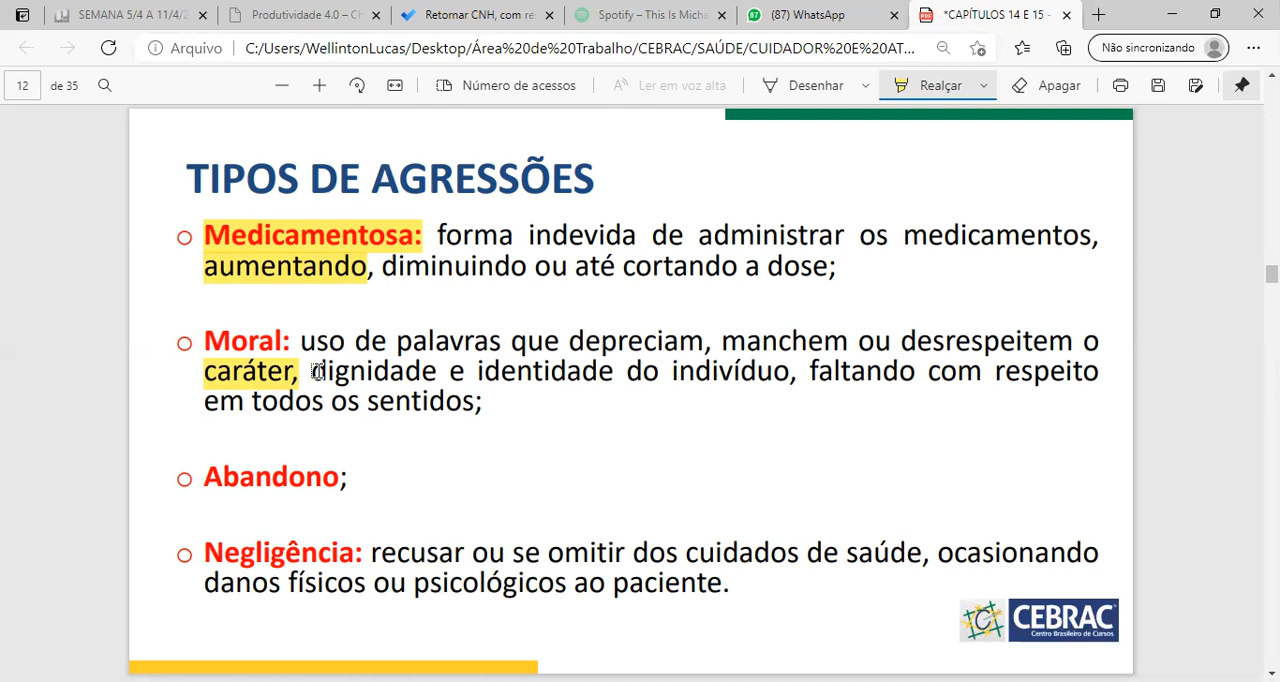 SEMANA 5/4 A 11/4/2
Produtividade 4.0 – C
Retornar CNH, com re
Spotify – This Is Micha
(87) WhatsApp
*CAPÍTULOS 14 E 15 -
Arquivo
C:/Users/WellintonLucas/Desktop/Área%20de%20Trabalho/CEBRAC/SAÚDE/CUIDADOR%20E%20AT...
Não sincronizando
12 de 35
Número de acessos
Ler em voz alta
Desenhar
Realçar
Apagar
TIPOS DE AGRESSÕES
Medicamentosa: forma indevida de administrar os medicamentos,
aumentando, diminuindo ou até cortando a dose;
Moral: uso de palavras que depreciam, manchem ou desrespeitem o
caráter, dignidade e identidade do indivíduo, faltando com respeito
em todos os sentidos;
Abandono;
Negligência: recusar ou se omitir dos cuidados de saúde, ocasionando
danos físicos ou psicológicos ao paciente.
CEBRAC
Centro Brasileiro de Cursos